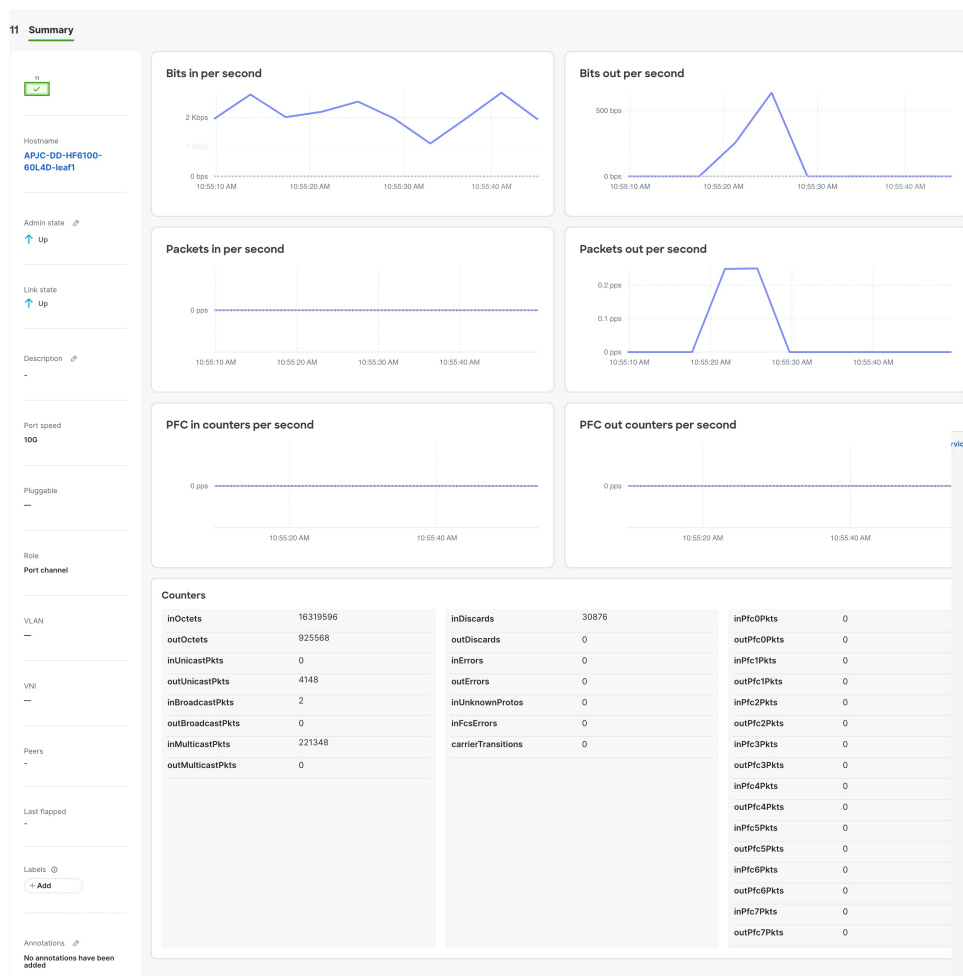 11 Summary
11
Hostname
APJC-DD-HF6100-
60L4D-leaf1
Admin state
Up
Link state
Up
Description
-
Port speed
10G
Pluggable
—
Role
Port channel
VLAN
—
VNI
—
Peers
-
Last flapped
-
Labels
+ Add
Annotations
No annotations have been
added
Bits in per second
2 Kbps
1 Kbps
0 bps
10:55:10 AM 10:55:20 AM 10:55:30 AM 10:55:40 AM
Bits out per second
500 bps
0 bps
10:55:10 AM 10:55:20 AM 10:55:30 AM 10:55:40 AM
Packets in per second
0 pps
10:55:10 AM 10:55:20 AM 10:55:30 AM 10:55:40 AM
Packets out per second
0.2 pps
0.1 pps
0 pps
10:55:10 AM 10:55:20 AM 10:55:30 AM 10:55:40 AM
PFC in counters per second
0 pps
10:55:20 AM 10:55:40 AM
PFC out counters per second
0 pps
10:55:20 AM 10:55:40 AM
rvic
Counters
inOctets 16319596
outOctets 925568
inUnicastPkts 0
outUnicastPkts 4148
inBroadcastPkts 2
outBroadcastPkts 0
inMulticastPkts 221348
outMulticastPkts 0
inDiscards 30876
outDiscards 0
inErrors 0
outErrors 0
inUnknownProtos 0
inFcsErrors 0
carrierTransitions 0
inPfc0Pkts 0
outPfc0Pkts 0
inPfc1Pkts 0
outPfc1Pkts 0
inPfc2Pkts 0
outPfc2Pkts 0
inPfc3Pkts 0
outPfc3Pkts 0
inPfc4Pkts 0
outPfc4Pkts 0
inPfc5Pkts 0
outPfc5Pkts 0
inPfc6Pkts 0
outPfc6Pkts 0
inPfc7Pkts 0
outPfc7Pkts 0